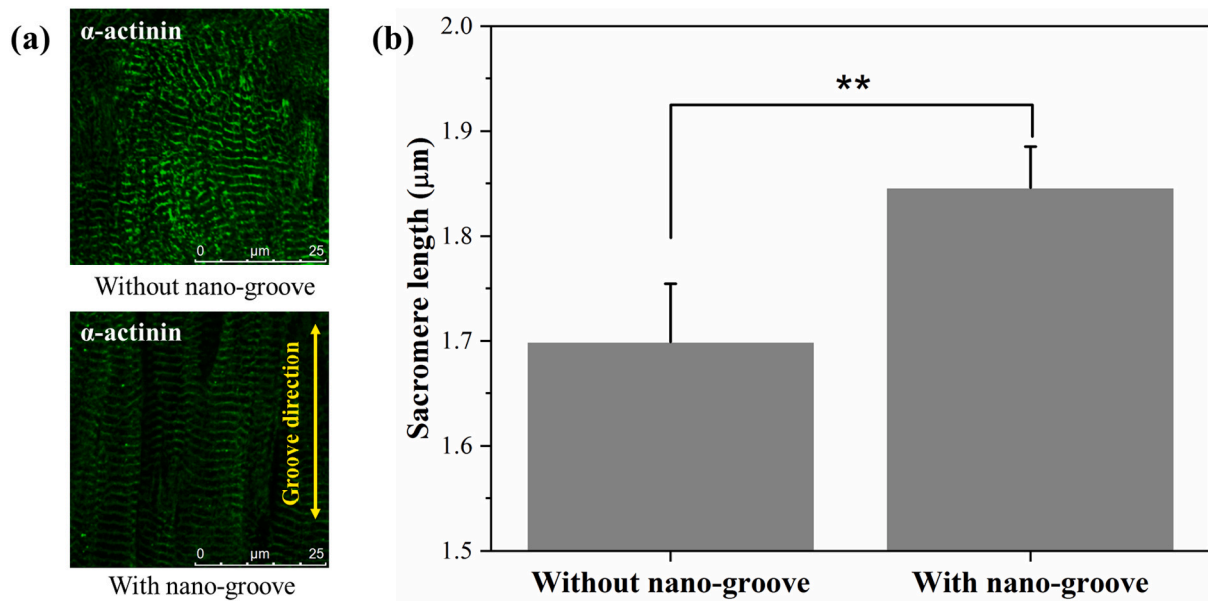 (a)
α-actinin
0 μm 25
Without nano-groove
α-actinin
Groove direction
0 μm 25
With nano-groove
(b)
Sacromere length (μm)
2.0
1.9
1.8
1.7
1.6
1.5
**
Without nano-groove
With nano-groove